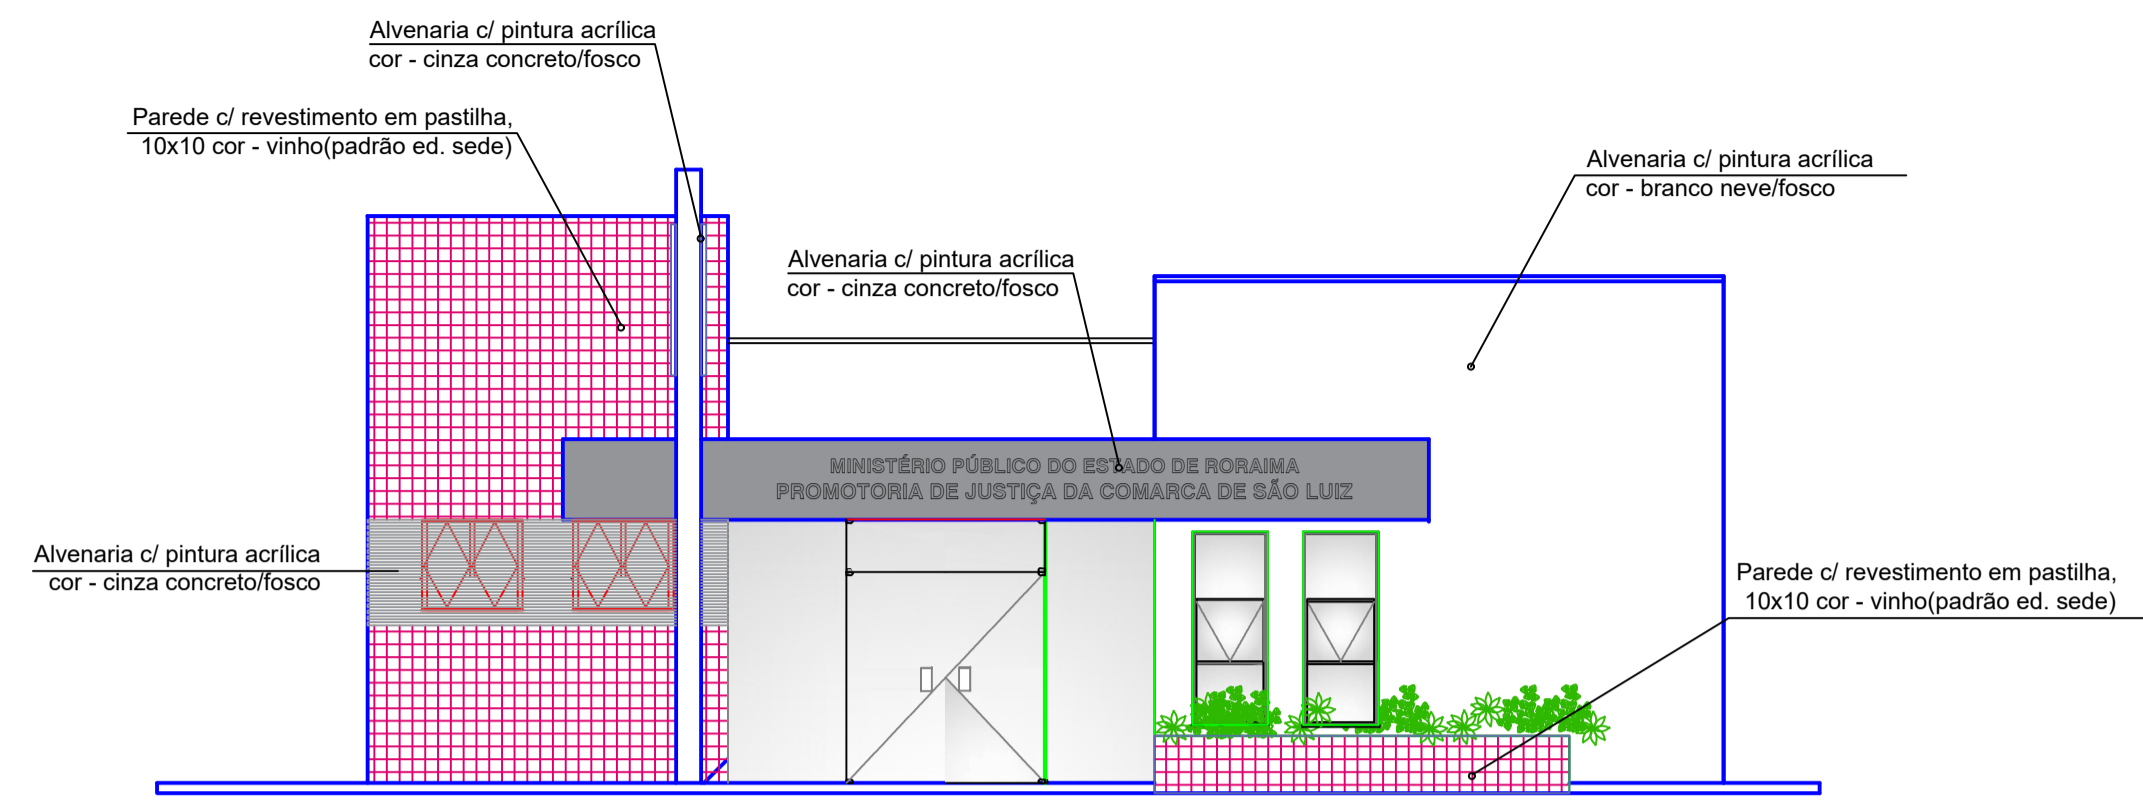 Alvenaria c/ pintura acrílica
cor - cinza concreto/fosco
Parede c/ revestimento em pastilha,
10x10 cor - vinho(padrão ed. sede)
Alvenaria c/ pintura acrílica
cor - branco neve/fosco
Alvenaria c/ pintura acrílica
cor - cinza concreto/fosco
MINISTÉRIO PÚBLICO DO ESTADO DE RORAIMA
PROMOTORIA DE JUSTIÇA DA COMARCA DE SÃO LUIZ
Alvenaria c/ pintura acrílica
cor - cinza concreto/fosco
Parede c/ revestimento em pastilha,
10x10 cor - vinho(padrão ed. sede)